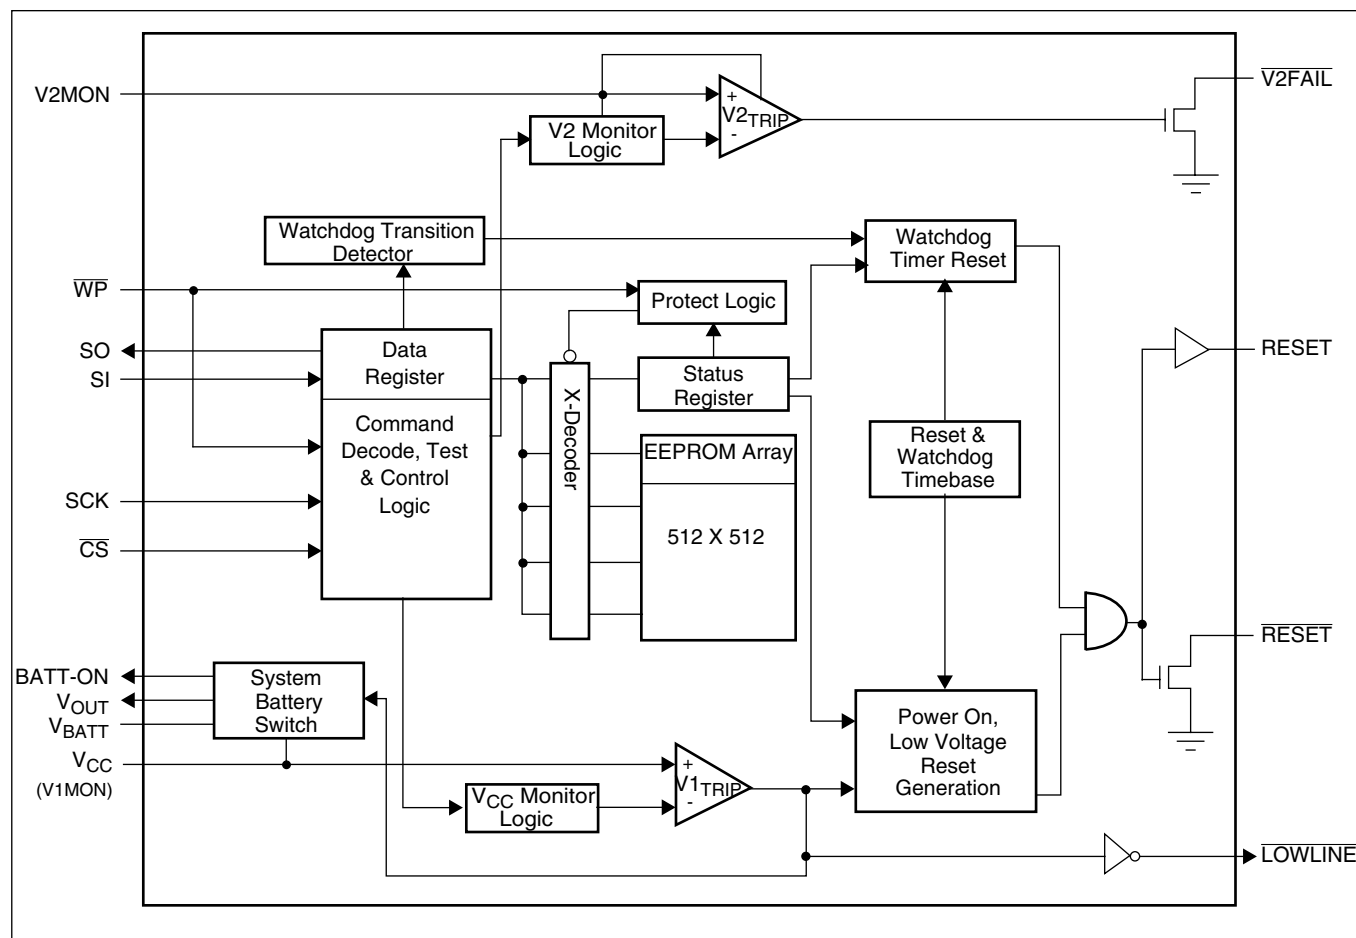 V2MON
V2FAIL
+
V2TRIP
-
V2 Monitor
Logic
Watchdog Transition
Detector
Watchdog
Timer Reset
WP
Protect Logic
SO
SI
Data
Register
Status
Register
RESET
X-Decoder
Command
Decode, Test
& Control
Logic
EEPROM Array
512 X 512
Reset &
Watchdog
Timebase
SCK
CS
RESET
BATT-ON
VOUT
VBATT
VCC
(V1MON)
System
Battery
Switch
+
V1TRIP
-
VCC Monitor
Logic
Power On,
Low Voltage
Reset
Generation
LOWLINE